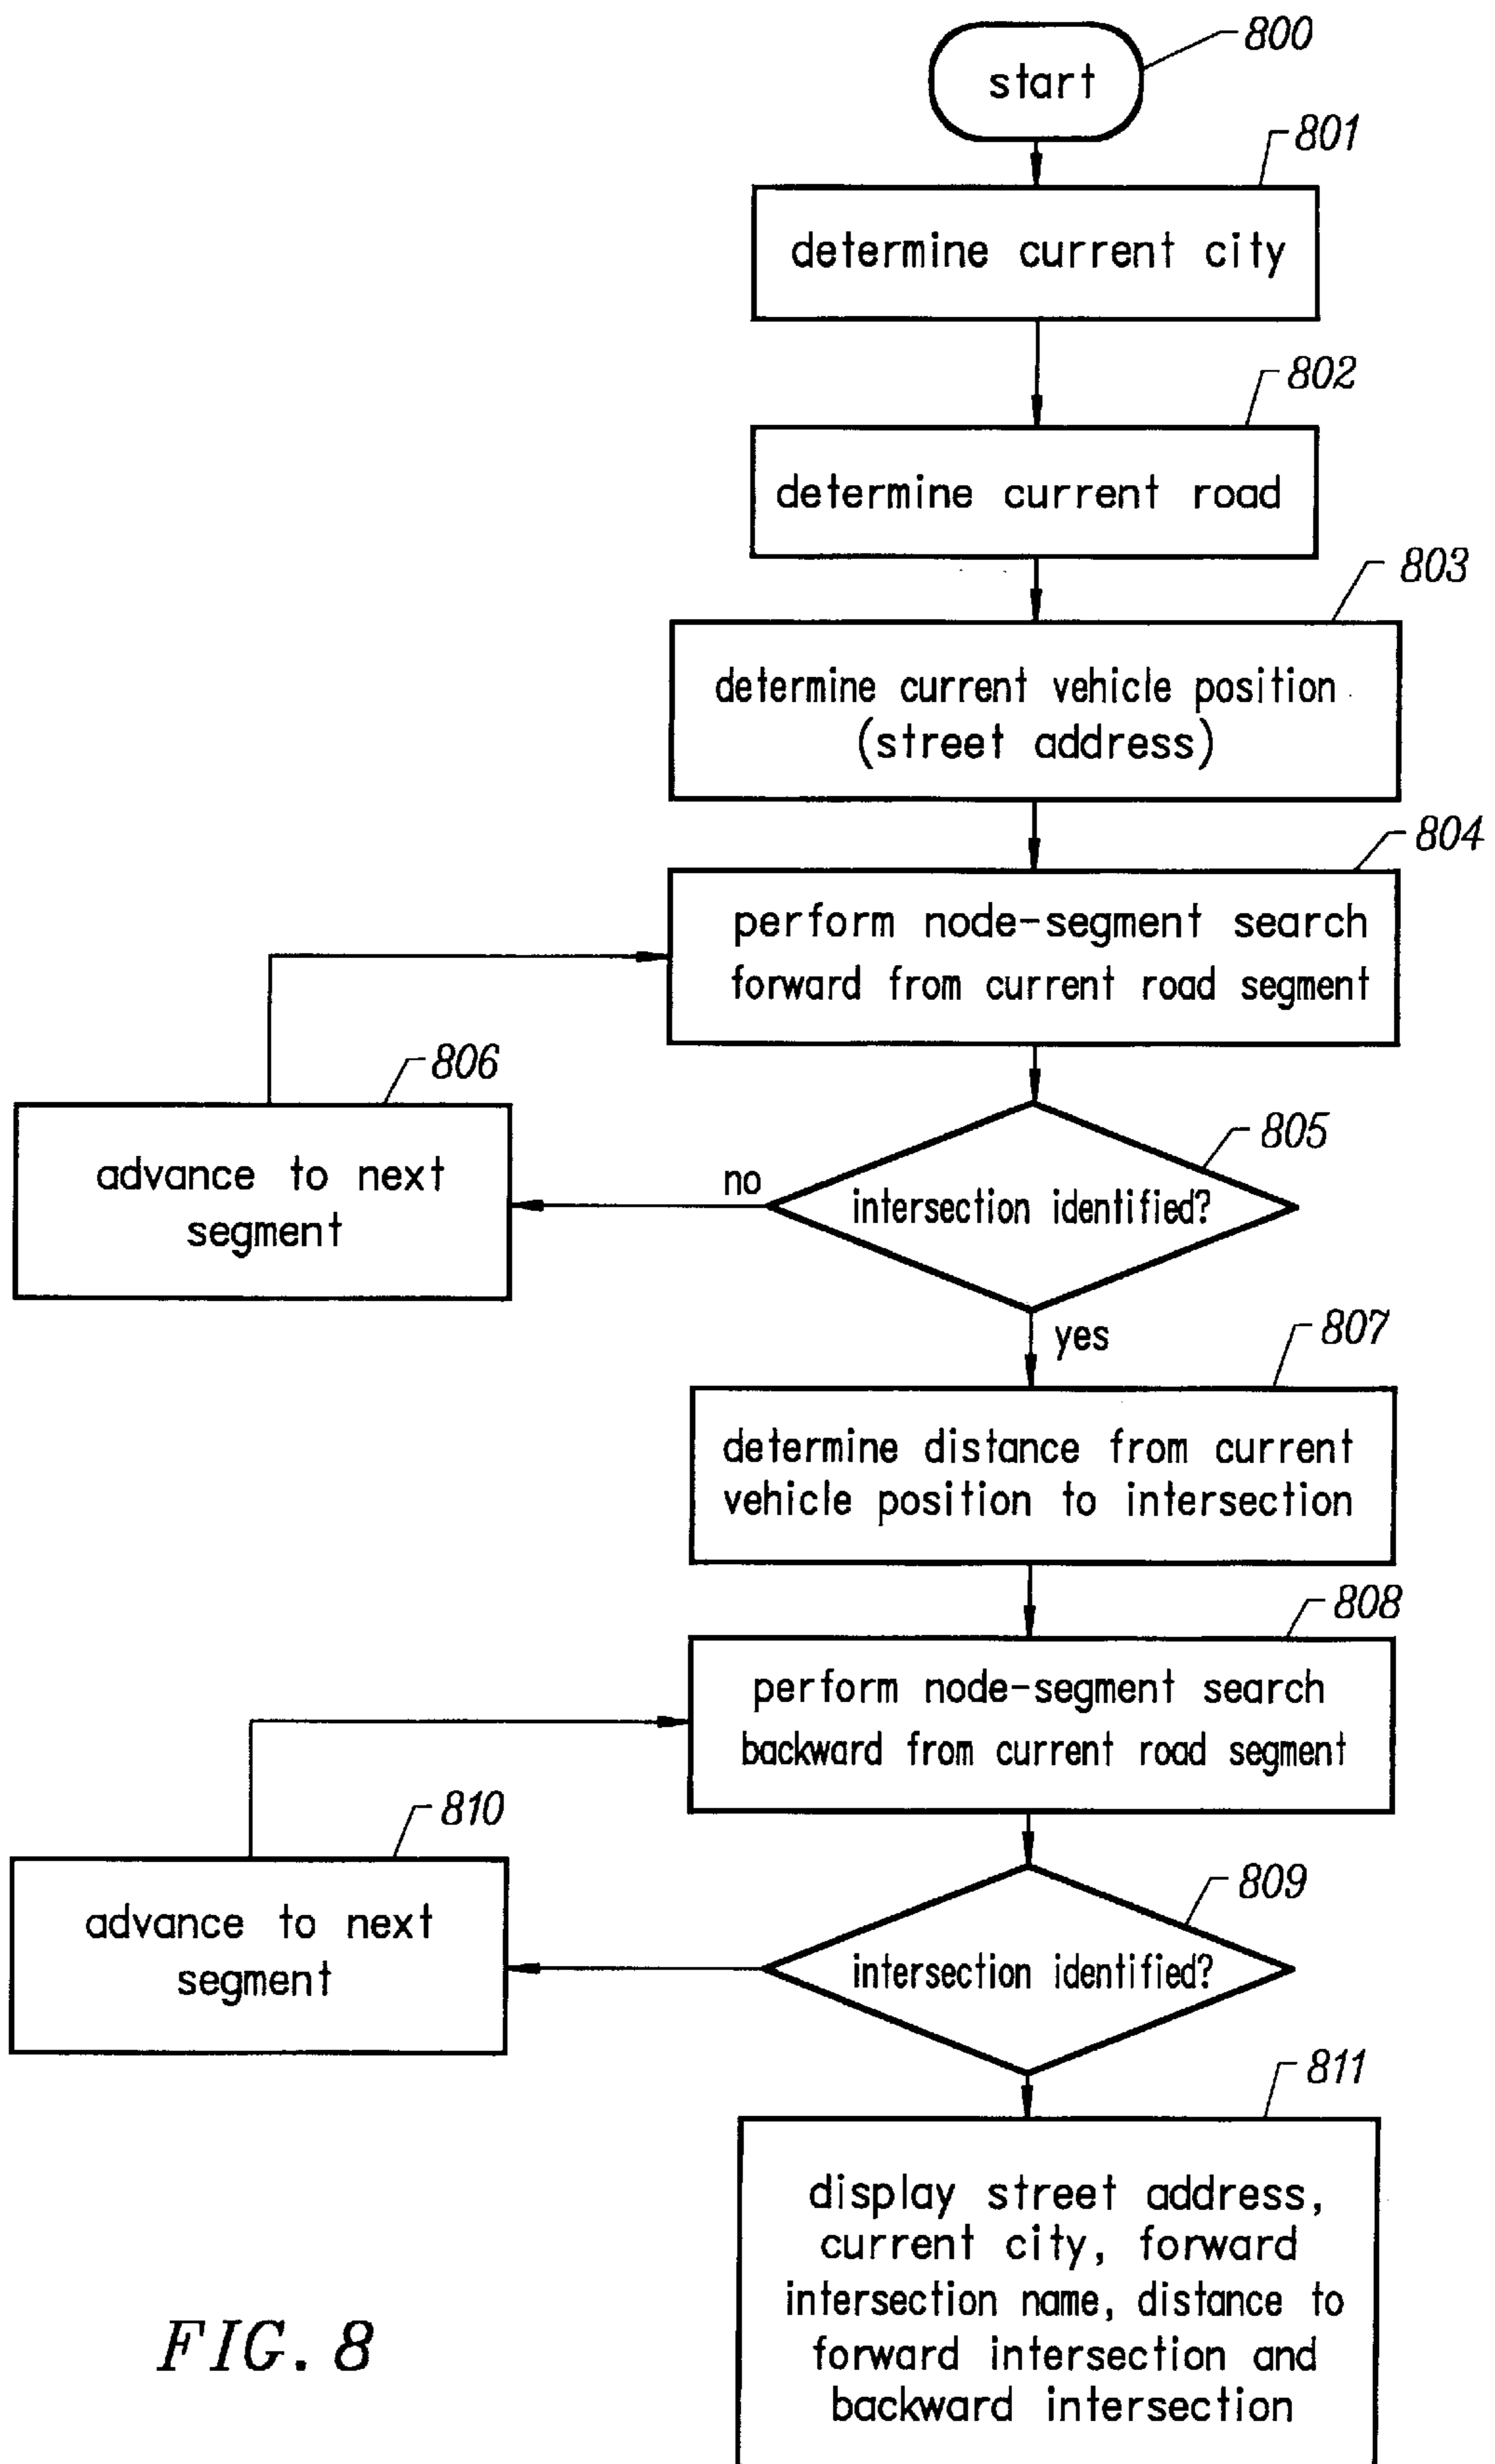 800
start
801
determine current city
802
determine current road
803
determine current vehicle position
(street address)
804
perform node-segment search
forward from current road segment
806
advance to next
segment
no
805
intersection identified?
yes
807
determine distance from current
vehicle position to intersection
808
perform node-segment search
backward from current road segment
810
advance to next
segment
809
intersection identified?
811
display street address,
current city, forward
intersection name, distance to
forward intersection and
backward intersection
FIG. 8